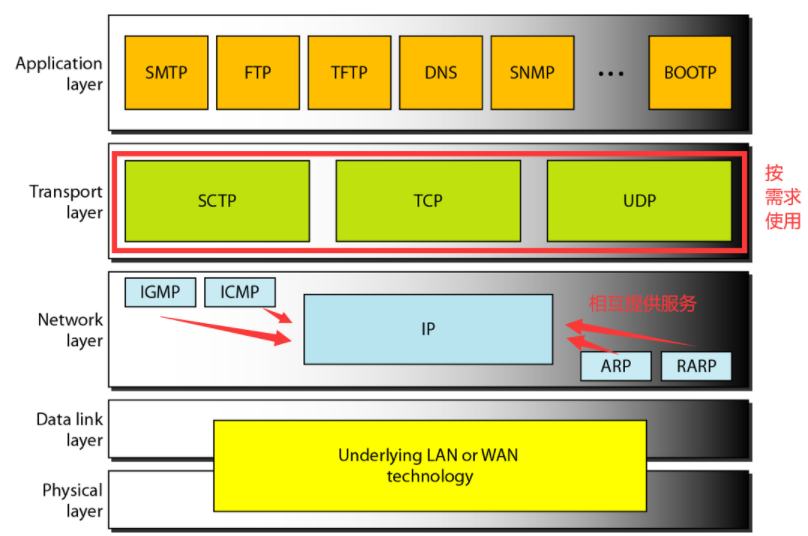 Application
layer
SMTP
FTP
TFTP
DNS
SNMP
...
BOOTP
Transport
layer
SCTP
TCP
UDP
按
需求
使用
Network
layer
IGMP
ICMP
IP
相互提供服务
ARP
RARP
Data link
layer
Underlying LAN or WAN
technology
Physical
layer